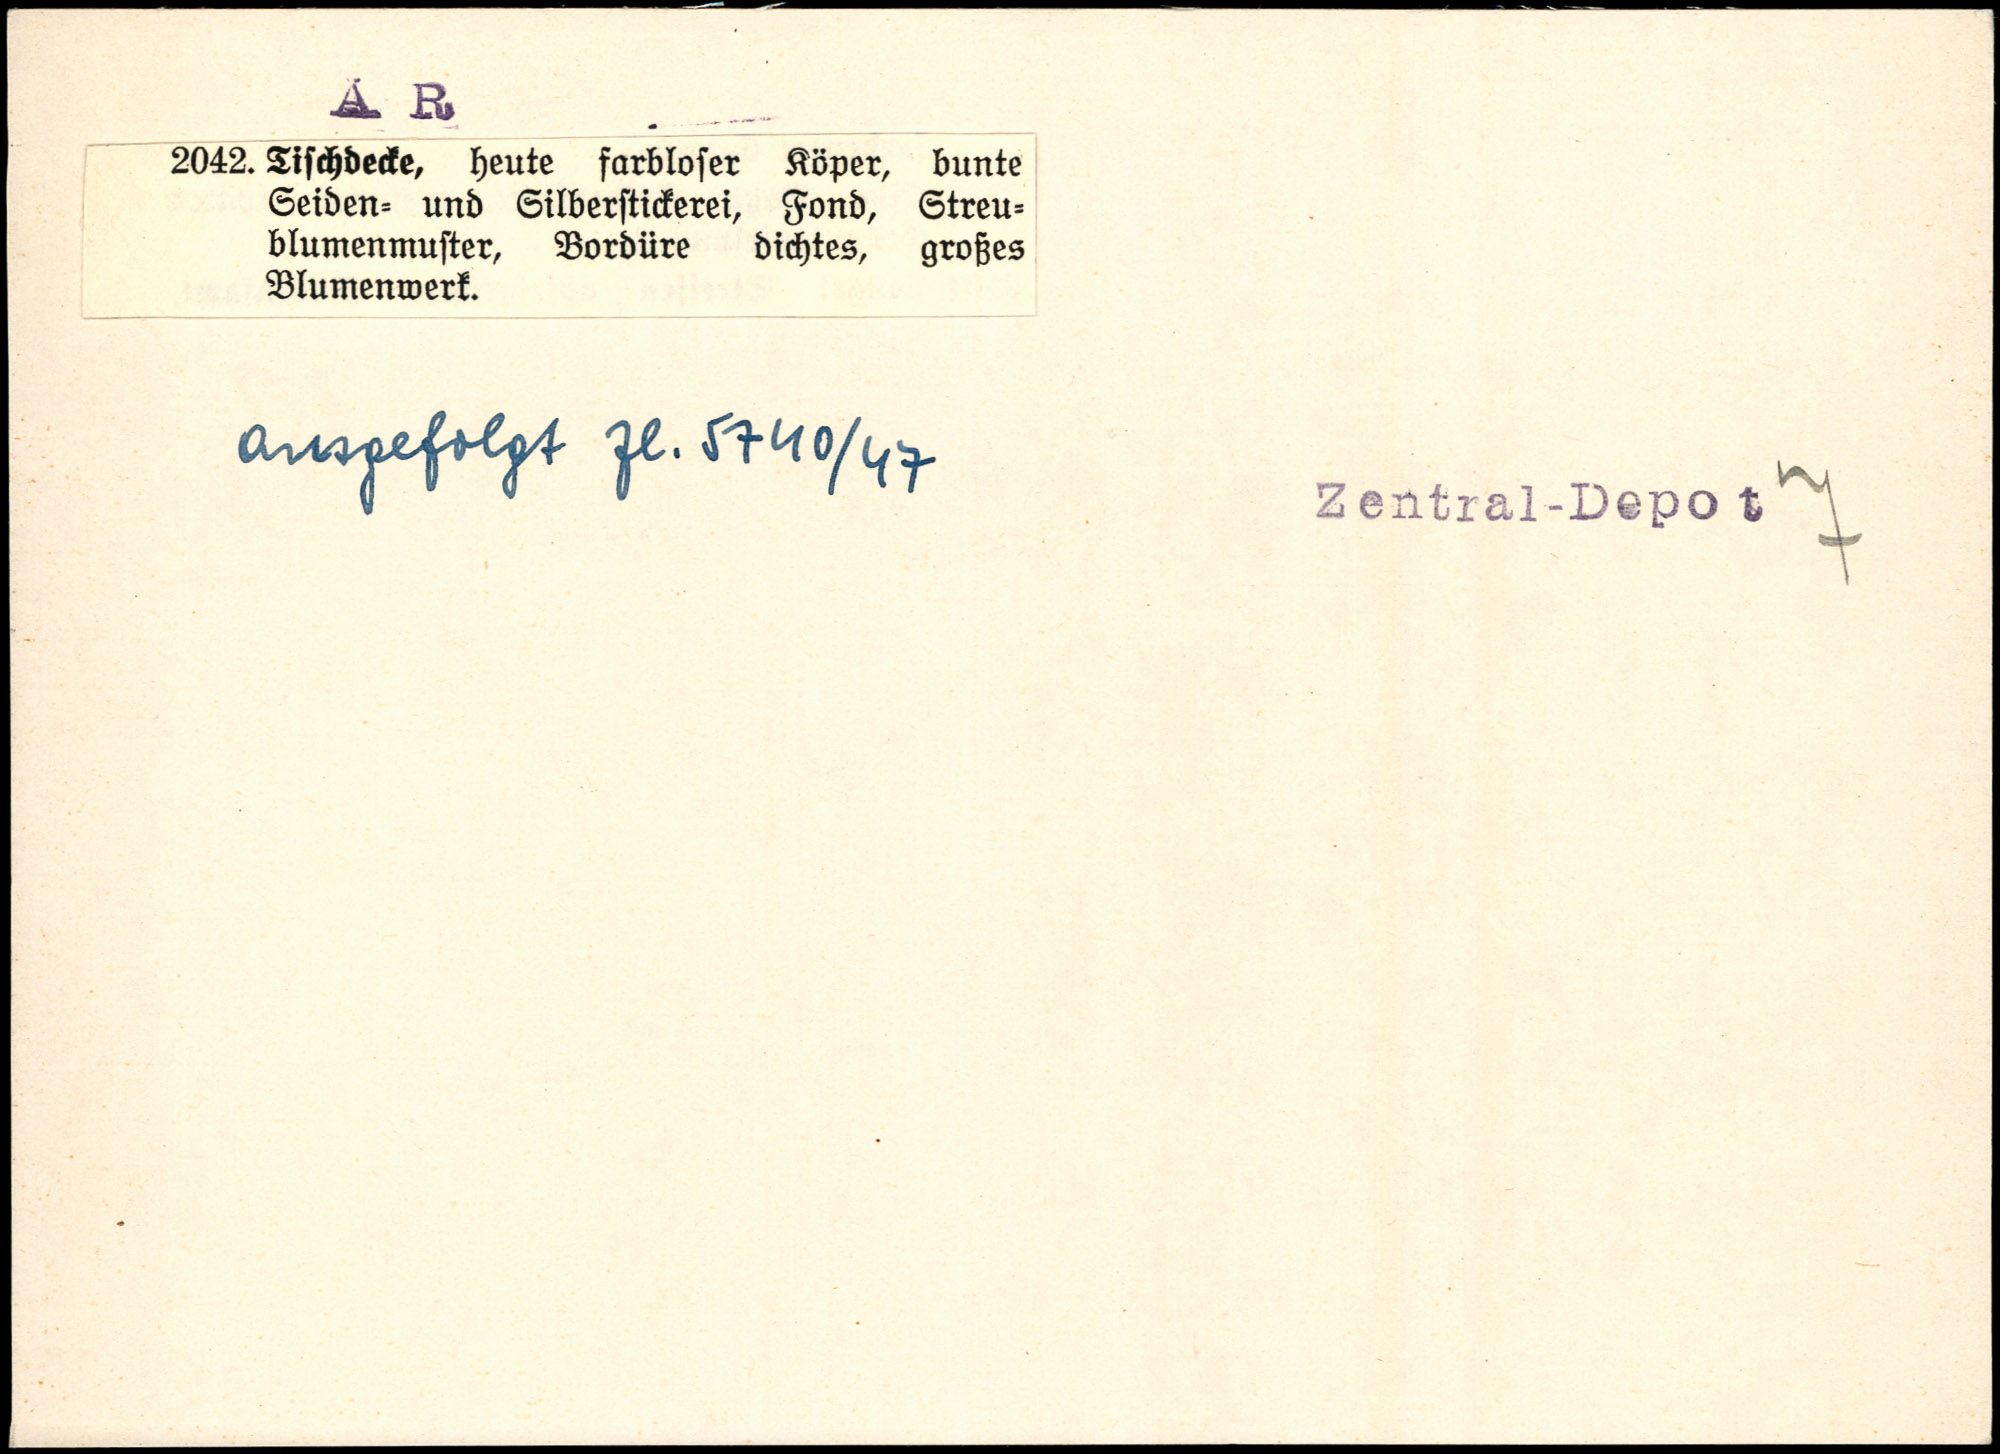 A R
2042. Tischdecke, heute farbloser Köper, bunte
Seiden- und Silberstickerei, Fond, Streu-
blumenmuster, Bordüre dichtes, großes
Blumenwerk.
ausgefolgt Zl. 5740/47
Zentral-Depot 7